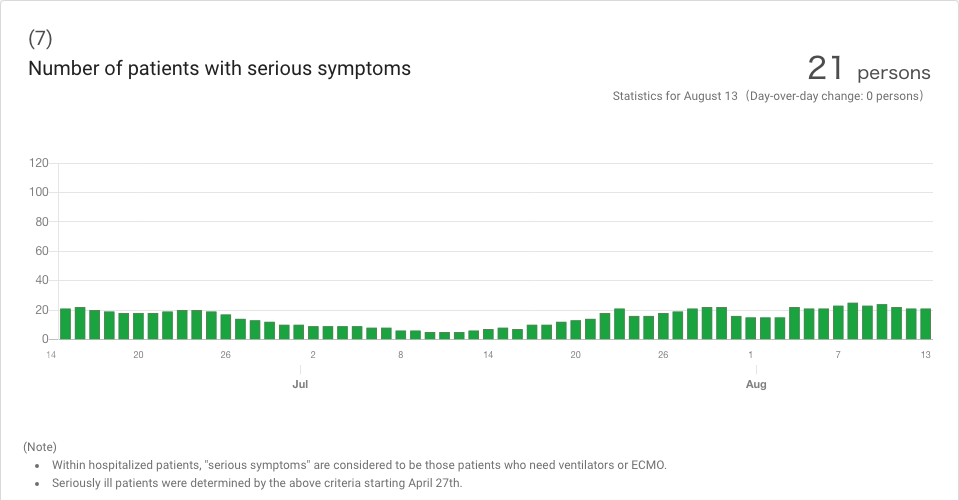 (7)
Number of patients with serious symptoms
21 persons
Statistics for August 13 (Day-over-day change: 0 persons)
120
100
80
60
40
20
0
14 20 26 2 8 14 20 26 1 7 13
Jul Aug
(Note)
• Within hospitalized patients, "serious symptoms" are considered to be those patients who need ventilators or ECMO.
• Seriously ill patients were determined by the above criteria starting April 27th.